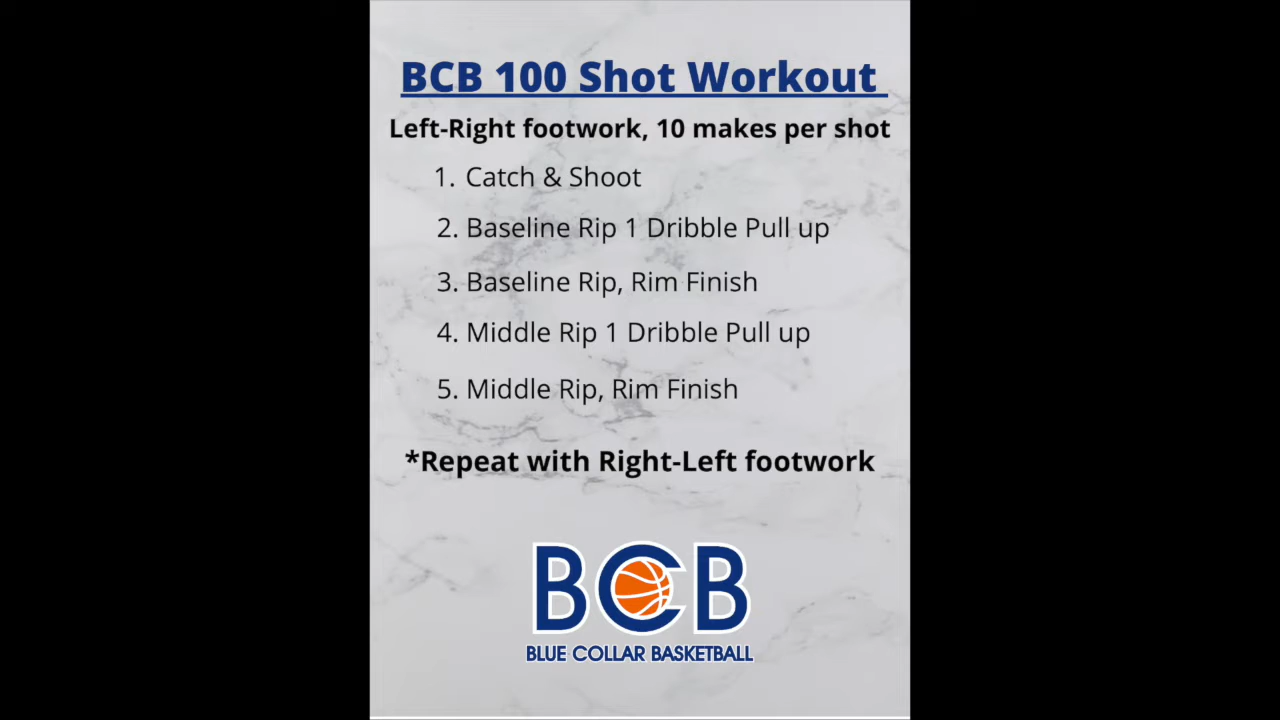 BCB 100 Shot Workout
Left-Right footwork, 10 makes per shot
1. Catch & Shoot
2. Baseline Rip 1 Dribble Pull up
3. Baseline Rip, Rim Finish
4. Middle Rip 1 Dribble Pull up
5. Middle Rip, Rim Finish
*Repeat with Right-Left footwork
BCB
BLUE COLLAR BASKETBALL